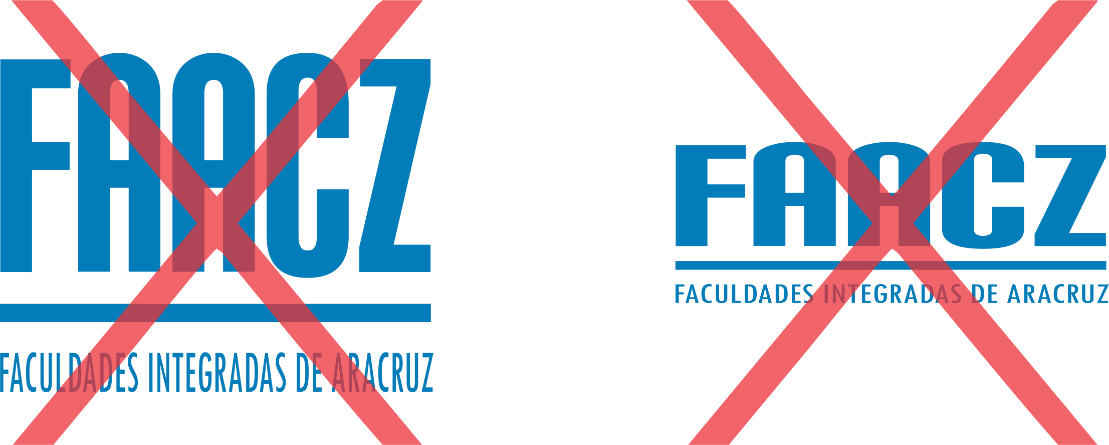 FAACZ
FACULDADES INTEGRADAS DE ARACRUZ
FAACZ
FACULDADES INTEGRADAS DE ARACRUZ